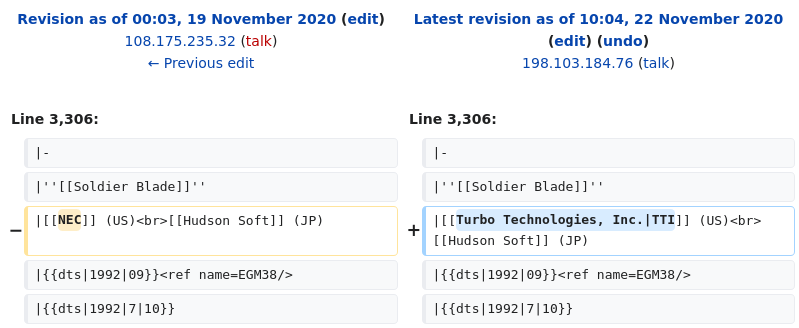 Revision as of 00:03, 19 November 2020 (edit)
108.175.235.32 (talk)
← Previous edit
Latest revision as of 10:04, 22 November 2020
(edit) (undo)
198.103.184.76 (talk)
Line 3,306:
Line 3,306:
|-
|-
|''[[Soldier Blade]]''
|''[[Soldier Blade]]''
− |[[NEC]] (US)<br>[[Hudson Soft]] (JP)
+ |[[Turbo Technologies, Inc.|TTI]] (US)<br>
[[Hudson Soft]] (JP)
|{{dts|1992|09}}<ref name=EGM38/>
|{{dts|1992|09}}<ref name=EGM38/>
|{{dts|1992|7|10}}
|{{dts|1992|7|10}}